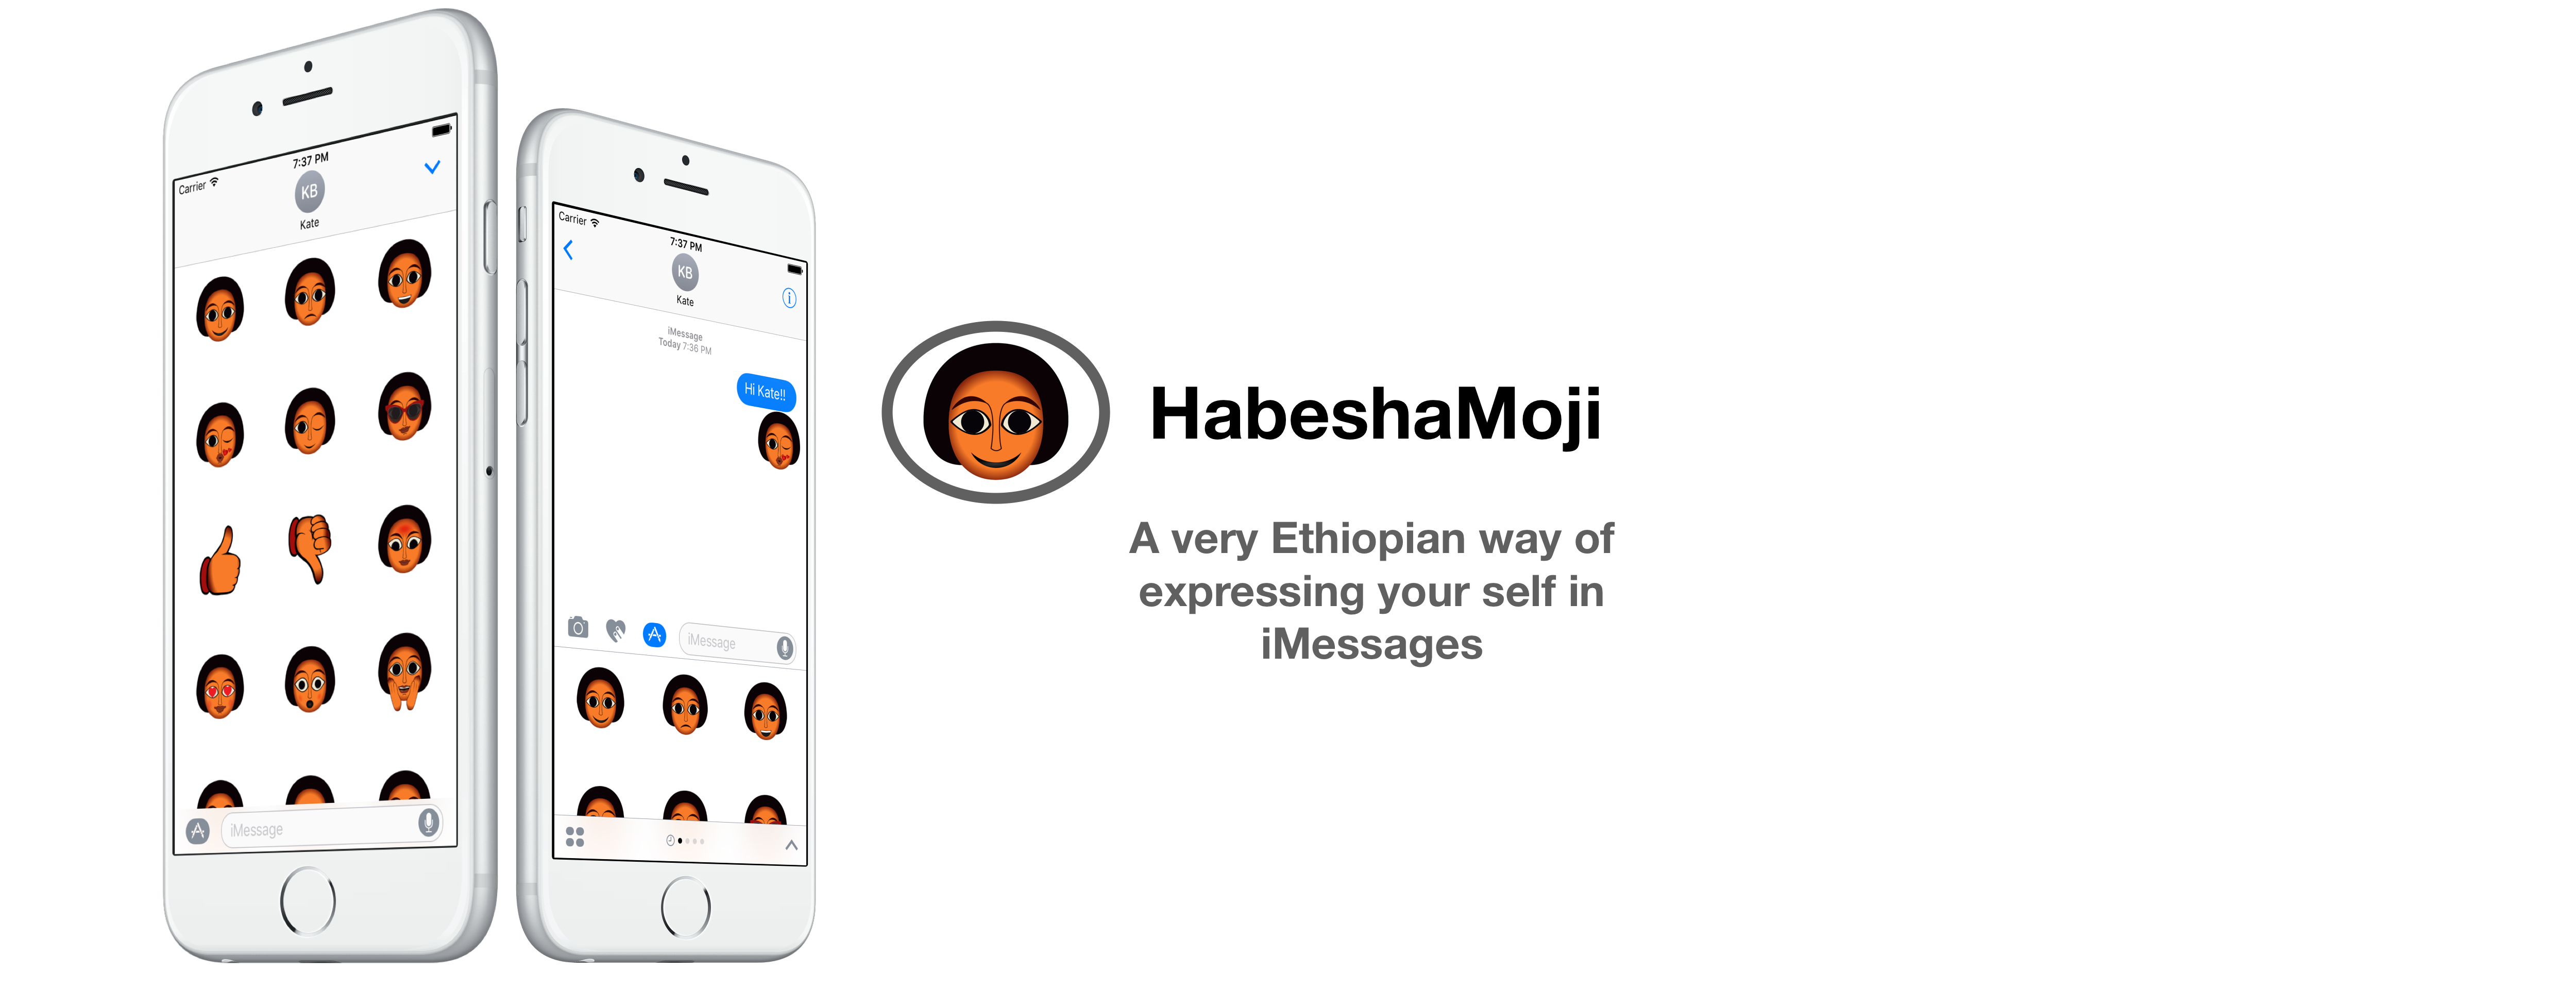 7:37 PM
Carrier
KB
Kate
iMessage
Carrier
7:37 PM
KB
Kate
iMessage
Today 7:36 PM
Hi Kate!!
iMessage
HabeshaMoji
A very Ethiopian way of
expressing your self in
iMessages